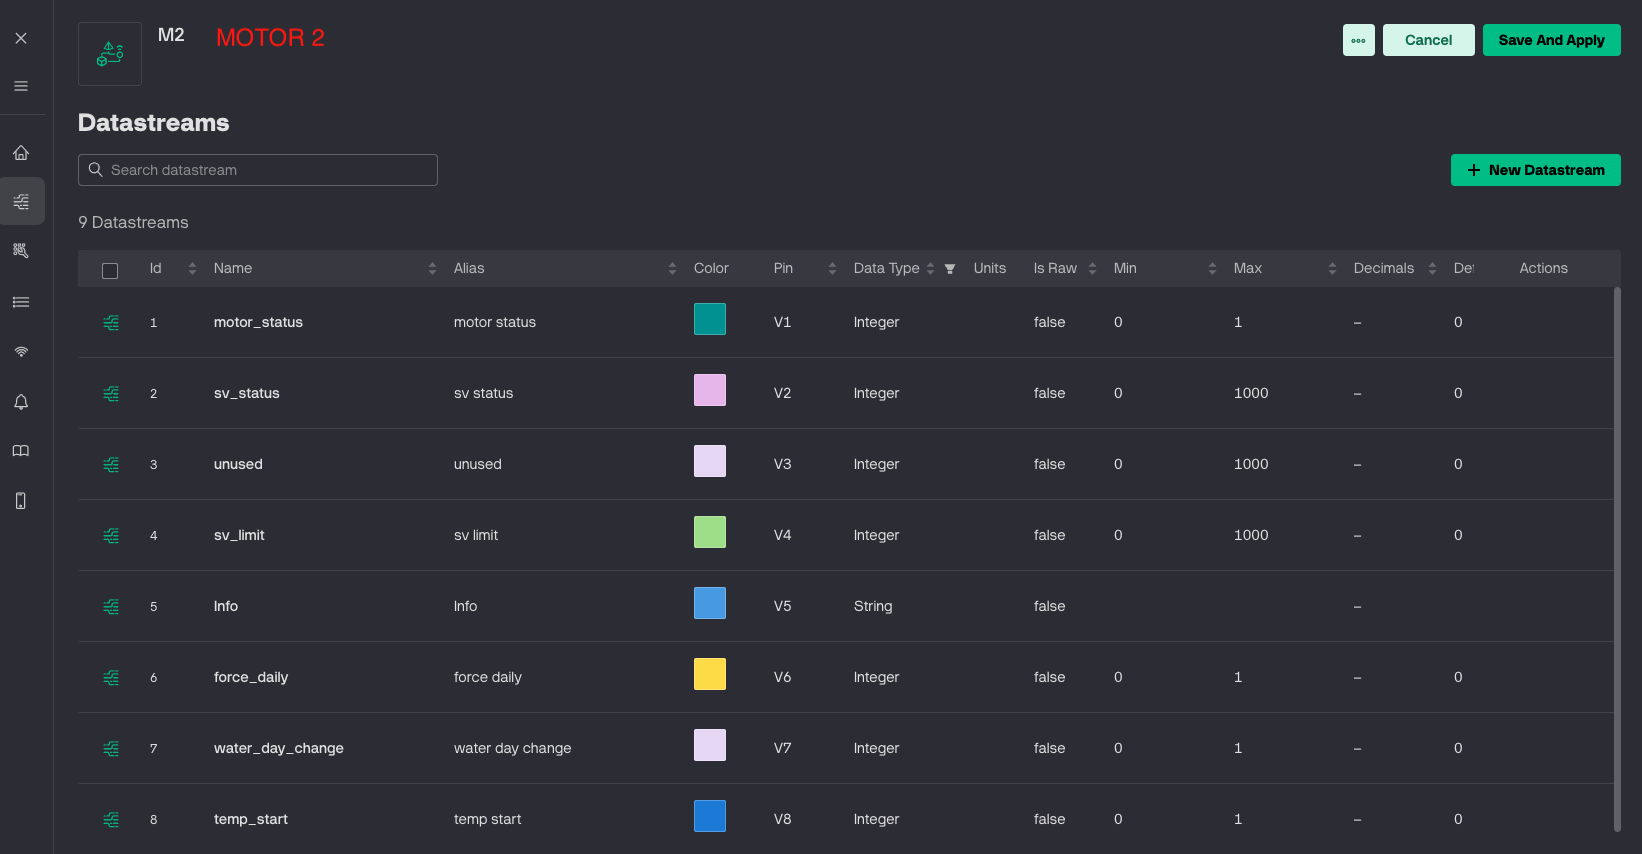 M2 MOTOR 2 Cancel Save And Apply
Datastreams
Search datastream New Datastream
9 Datastreams
Id Name Alias Color Pin Data Type Units Is Raw Min Max Decimals Actions
1 motor_status motor status V1 Integer false 0 1 – 0
2 sv_status sv status V2 Integer false 0 1000 – 0
3 unused unused V3 Integer false 0 1000 – 0
4 sv_limit sv limit V4 Integer false 0 1000 – 0
5 Info Info V5 String false –
6 force_daily force daily V6 Integer false 0 1 – 0
7 water_day_change water day change V7 Integer false 0 1 – 0
8 temp_start temp start V8 Integer false 0 1 – 0